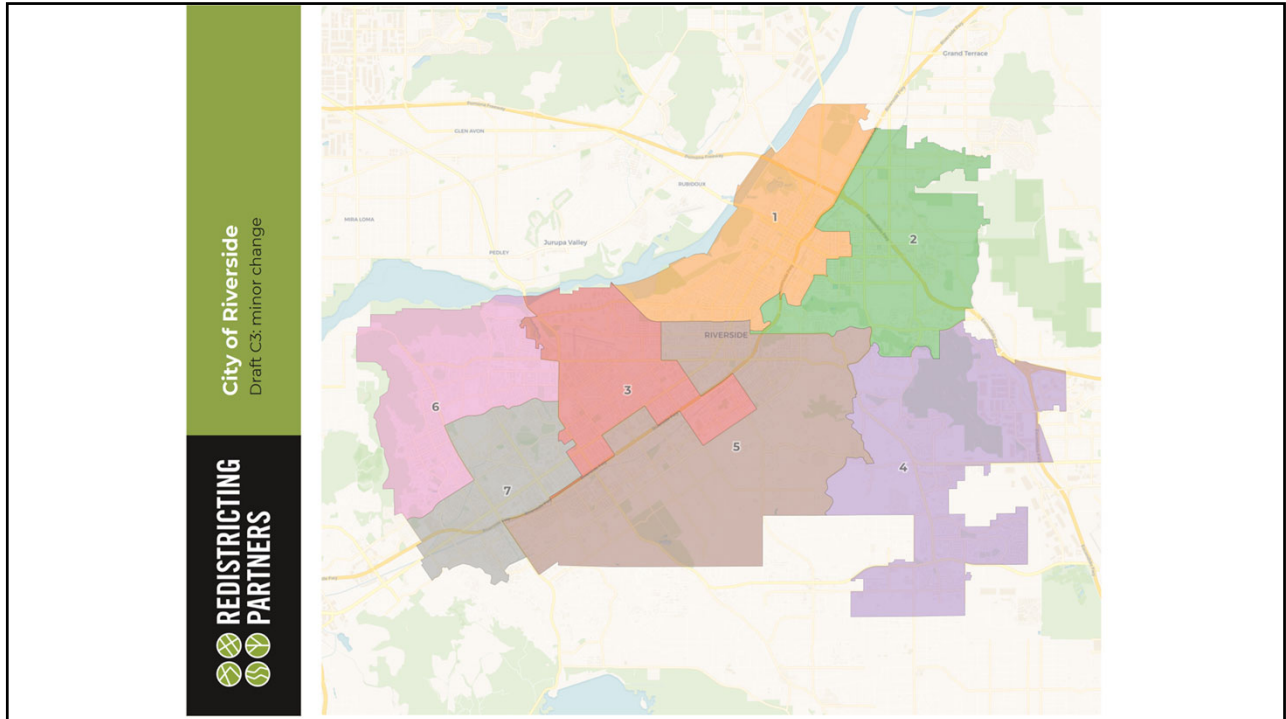 City of Riverside
Draft C3: minor change
REDISTRICTING
PARTNERS
Grand Terrace
GLEN AVON
RUBIDOUX
MIRA LOMA
Jurupa Valley
PEDLEY
RIVERSIDE
1
2
3
4
5
6
7